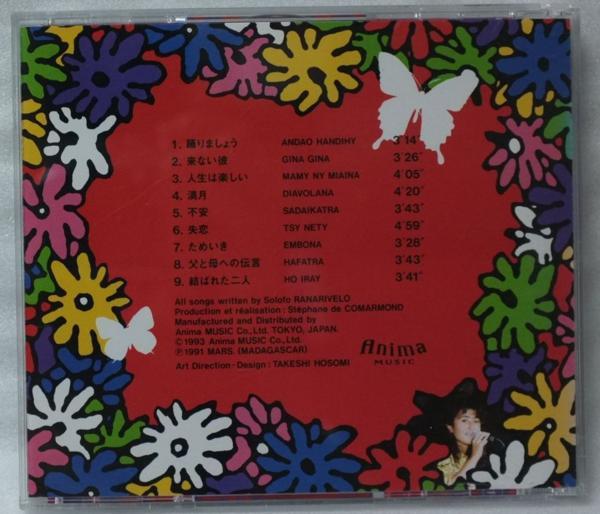 1. 踊りましょう ANDAO HANDIHY 3′14″
2. 来ない彼 GINA GINA 3′26″
3. 人生は楽しい MAMY NY MIAINA 4′05″
4. 満月 DIAVOLANA 4′20″
5. 不安 SADAIKATRA 3′43″
6. 失恋 TSY NETY 4′59″
7. ためいき EMBONA 3′28″
8. 父と母への伝言 HAFATRA 3′43″
9. 結ばれた二人 HO IRAY 3′41″
All songs written by Solofo RANARIVELO
Production et réalisation : Stéphane de COMARMOND
Manufactured and Distributed by
Anima MUSIC Co., Ltd. TOKYO, JAPAN.
©1993 Anima MUSIC Co., Ltd.
℗1991 MARS. (MADAGASCAR)
Art Direction-Design : TAKESHI HOSOMI
Anima
MUSIC